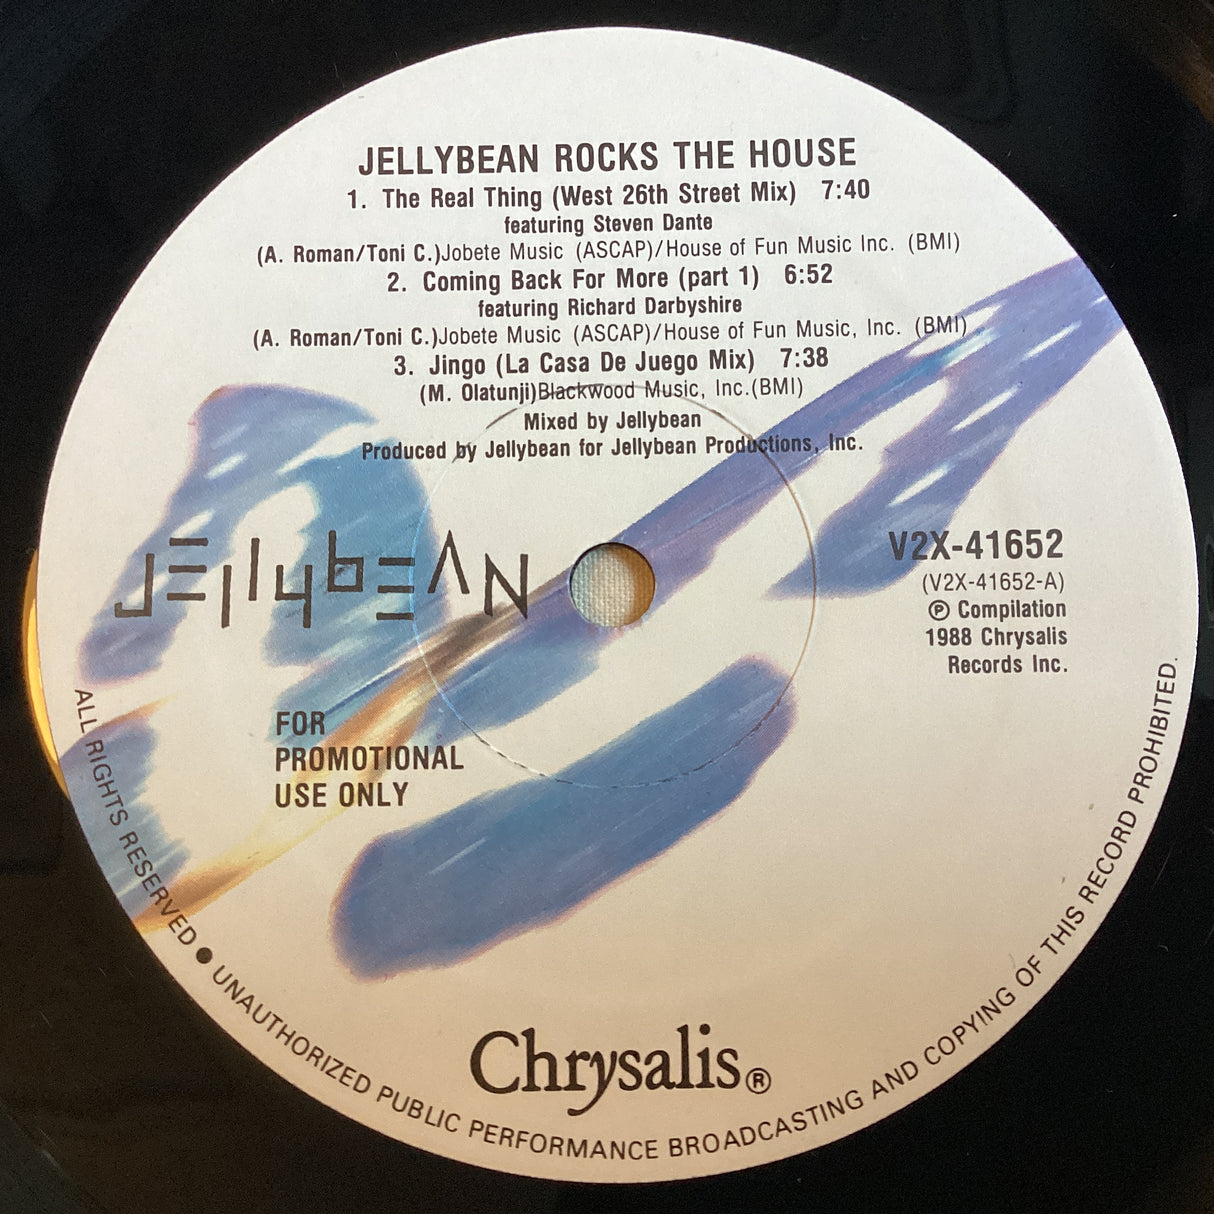 JELLYBEAN ROCKS THE HOUSE
1. The Real Thing (West 26th Street Mix) 7:40
featuring Steven Dante
(A. Roman/Toni C.)Jobete Music (ASCAP)/House of Fun Music Inc. (BMI)
2. Coming Back For More (part 1) 6:52
featuring Richard Darbyshire
(A. Roman/Toni C.)Jobete Music (ASCAP)/House of Fun Music, Inc. (BMI)
3. Jingo (La Casa De Juego Mix) 7:38
(M. Olatunji)Blackwood Music, Inc.(BMI)
Mixed by Jellybean
Produced by Jellybean for Jellybean Productions, Inc.
JEllybEAN
V2X-41652
(V2X-41652-A)
℗ Compilation
1988 Chrysalis
Records Inc.
FOR
PROMOTIONAL
USE ONLY
Chrysalis®
ALL RIGHTS RESERVED ● UNAUTHORIZED PUBLIC PERFORMANCE BROADCASTING AND COPYING OF THIS RECORD PROHIBITED.